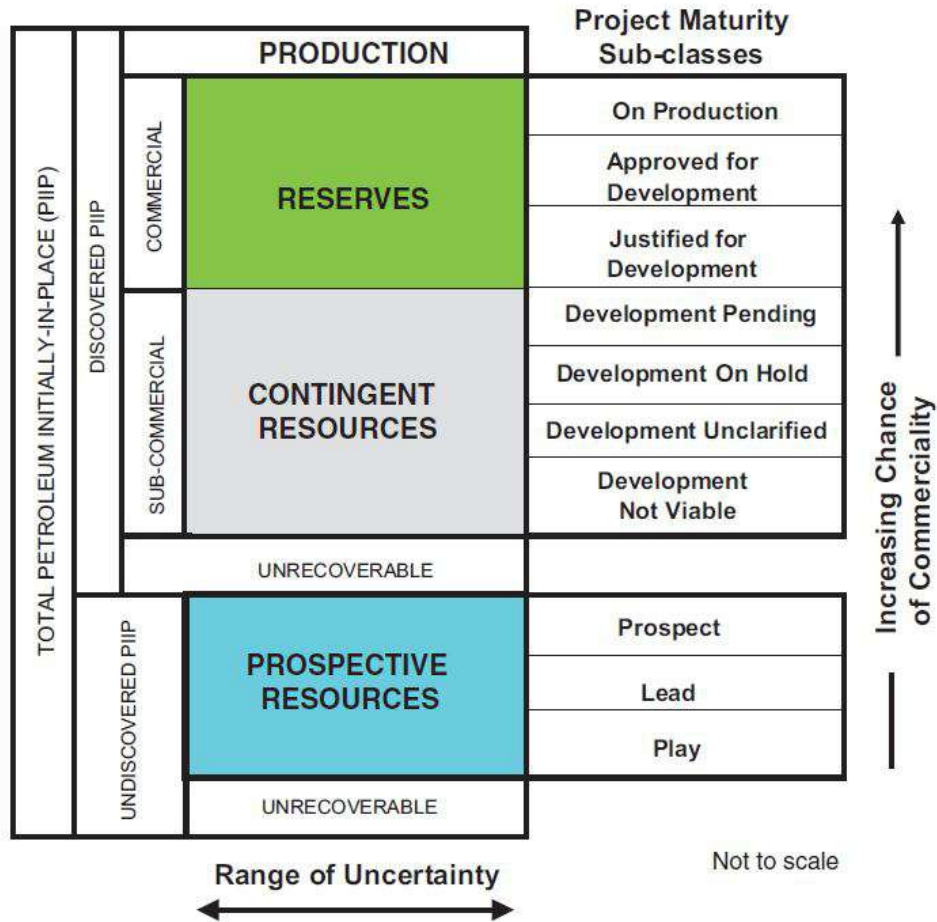 Project Maturity
Sub-classes
PRODUCTION
TOTAL PETROLEUM INITIALLY-IN-PLACE (PIIP)
DISCOVERED PIIP
COMMERCIAL
RESERVES
On Production
Approved for
Development
Justified for
Development
SUB-COMMERCIAL
CONTINGENT
RESOURCES
Development Pending
Development On Hold
Development Unclarified
Development
Not Viable
UNRECOVERABLE
UNDISCOVERED PIIP
PROSPECTIVE
RESOURCES
Prospect
Lead
Play
UNRECOVERABLE
Increasing Chance
of Commerciality
Range of Uncertainty
Not to scale